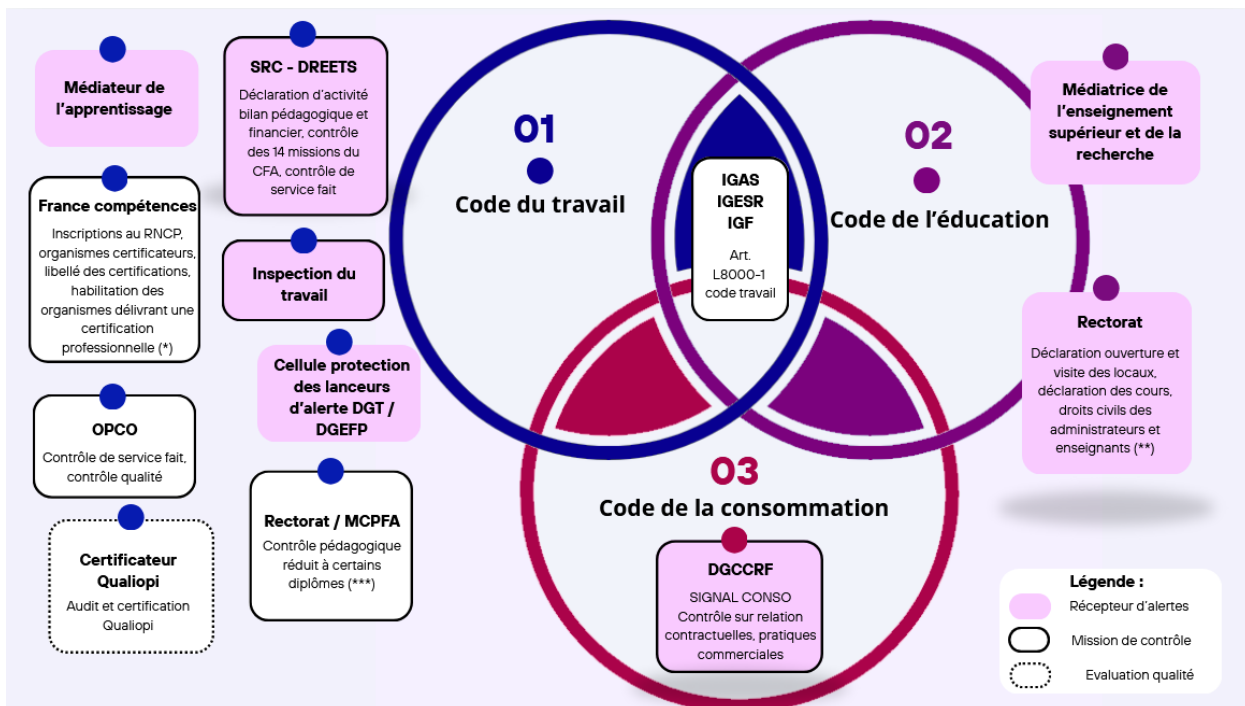 Médiateur de
l'apprentissage
SRC - DREETS
Déclaration d'activité
bilan pédagogique et
financier, contrôle
des 14 missions du
CFA, contrôle de
service fait
France compétences
Inscriptions au RNCP,
organismes certificateurs,
libellé des certifications,
habilitation des
organismes délivrant une
certification
professionnelle (*)
Inspection du
travail
Cellule protection
des lanceurs
d'alerte DGT /
DGEFP
OPCO
Contrôle de service fait,
contrôle qualité
Rectorat / MCPFA
Contrôle pédagogique
réduit à certains
diplômes (***)
Certificateur
Qualiopi
Audit et certification
Qualiopi
01
Code du travail
IGAS
IGESR
IGF
Art.
L8000-1
code travail
02
Code de l'éducation
03
Code de la consommation
DGCCRF
SIGNAL CONSO
Contrôle sur relation
contractuelles, pratiques
commerciales
Médiatrice de
l'enseignement
supérieur et de la
recherche
Rectorat
Déclaration ouverture et
visite des locaux,
déclaration des cours,
droits civils des
administrateurs et
enseignants (**)
Légende :
Récepteur d'alertes
Mission de contrôle
Evaluation qualité